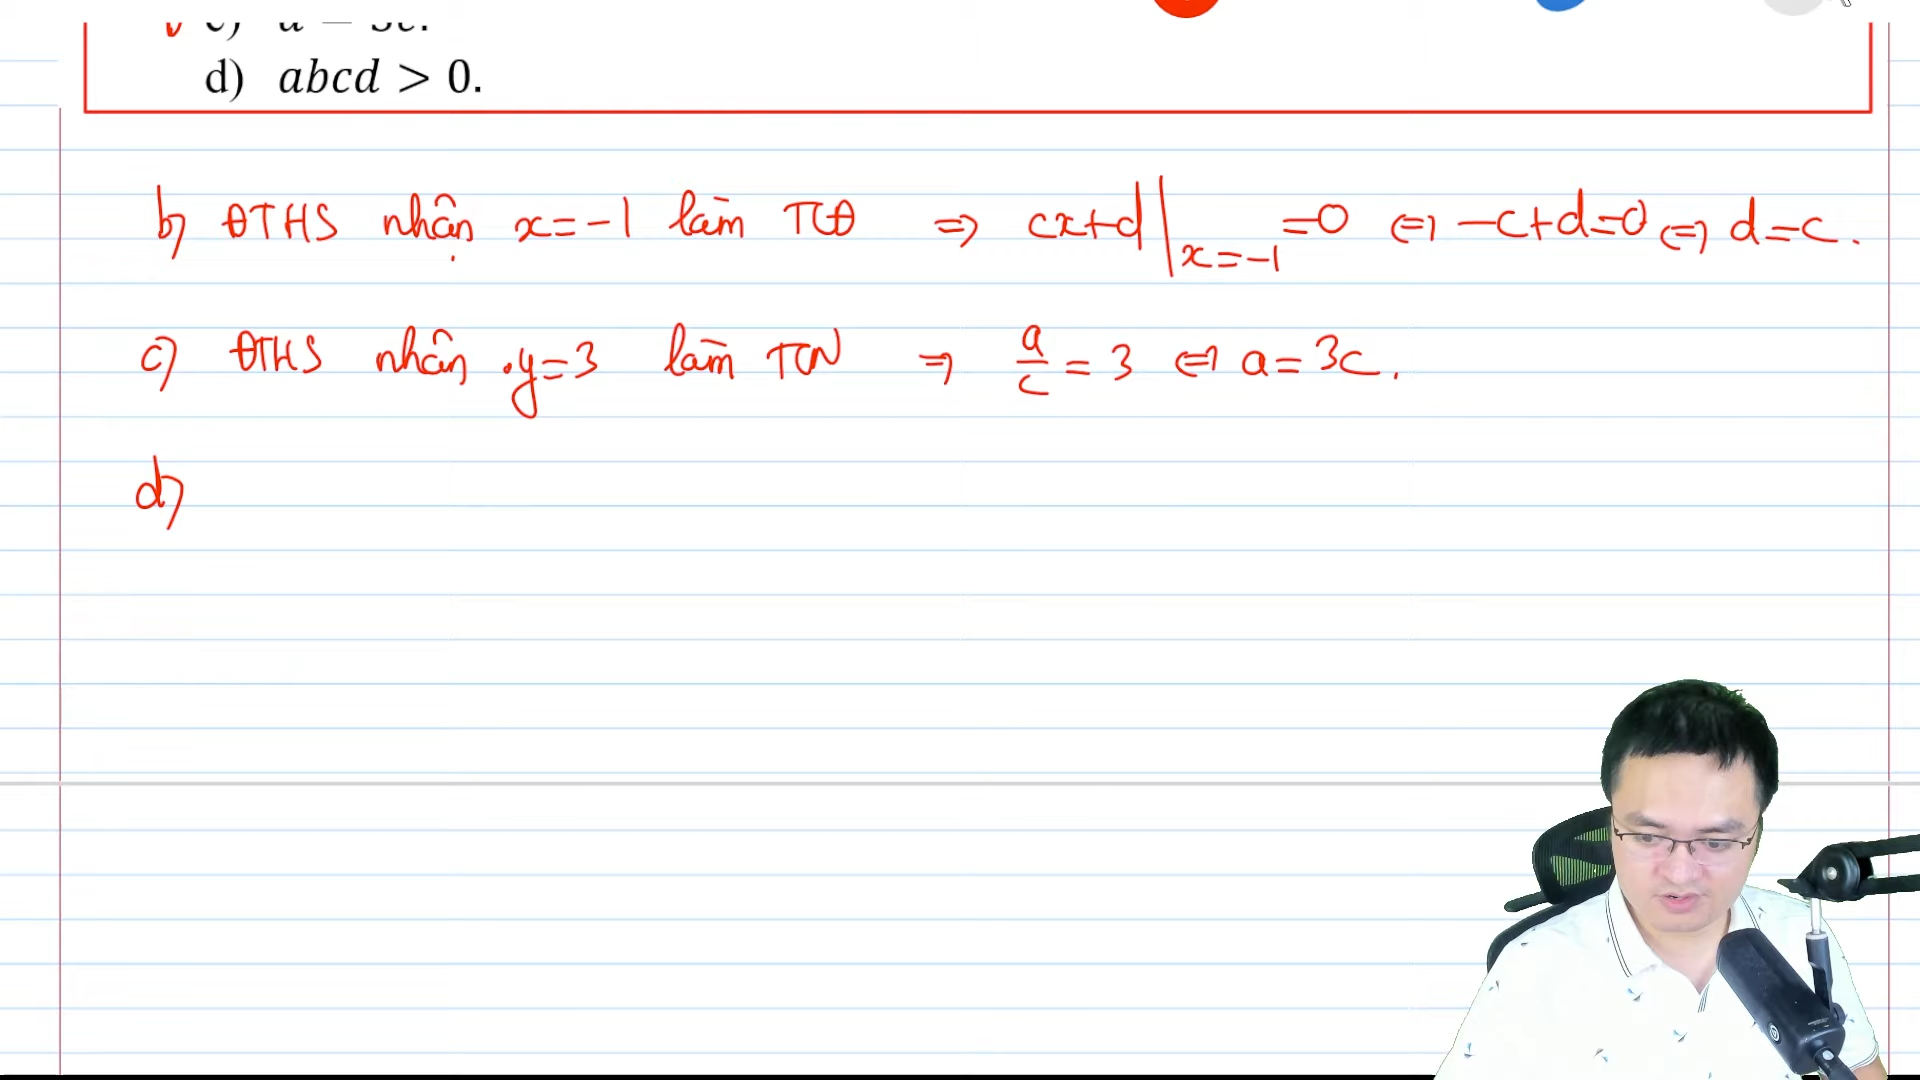 d) abcd > 0.
b) ĐTHS nhận x = -1 làm TCĐ => cx+d|x=-1 = 0 <=> -c+d=0 <=> d=c.
c) ĐTHS nhận y=3 làm TCN => a/c = 3 <=> a = 3c.
d)